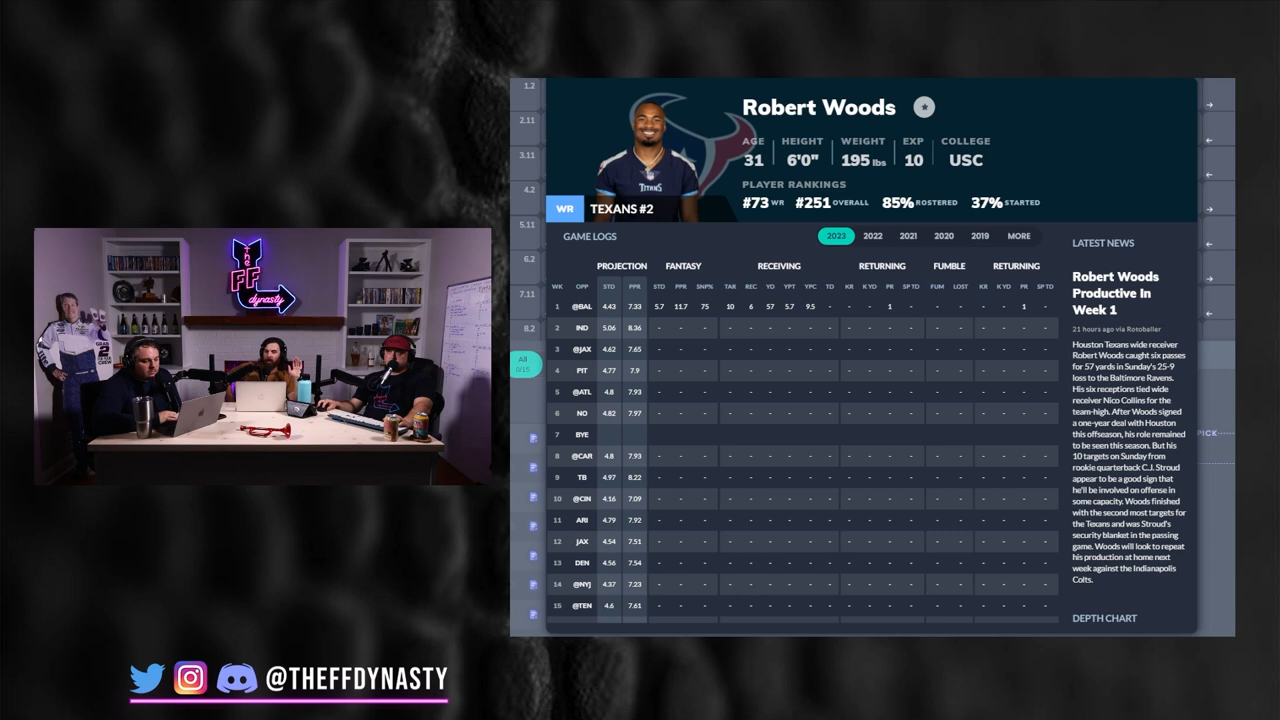 1.2
2.11
3.11
4.2
5.11
6.2
7.11
8.2
All
0/15
Robert Woods
AGE HEIGHT WEIGHT EXP COLLEGE
31 6'0" 195 lbs 10 USC
PLAYER RANKINGS
#73 WR #251 OVERALL 85% ROSTERED 37% STARTED
TITANS
WR TEXANS #2
GAME LOGS 2023 2022 2021 2020 2019 MORE
PROJECTION FANTASY RECEIVING RETURNING FUMBLE RETURNING
WK OPP STD PPR STD PPR SNP% TAR REC YD YPT YPC TD KR KYD PR SPTD FUM LOST KR KYD PR SPTD
1 @BAL 4.43 7.33 5.7 11.7 75 10 6 57 5.7 9.5 - - - 1 - - - - - 1 -
2 IND 5.06 8.36 - - - - - - - - - - - - - - - - - - -
3 @JAX 4.62 7.65 - - - - - - - - - - - - - - - - - - -
4 PIT 4.77 7.9 - - - - - - - - - - - - - - - - - - -
5 @ATL 4.8 7.93 - - - - - - - - - - - - - - - - - - -
6 NO 4.82 7.97 - - - - - - - - - - - - - - - - - - -
7 BYE
8 @CAR 4.8 7.93 - - - - - - - - - - - - - - - - - - -
9 TB 4.97 8.22 - - - - - - - - - - - - - - - - - - -
10 @CIN 4.16 7.09 - - - - - - - - - - - - - - - - - - -
11 ARI 4.79 7.92 - - - - - - - - - - - - - - - - - - -
12 JAX 4.54 7.51 - - - - - - - - - - - - - - - - - - -
13 DEN 4.56 7.54 - - - - - - - - - - - - - - - - - - -
14 @NYJ 4.37 7.23 - - - - - - - - - - - - - - - - - - -
15 @TEN 4.6 7.61 - - - - - - - - - - - - - - - - - - -
LATEST NEWS
Robert Woods
Productive In
Week 1
21 hours ago via Rotoballer
Houston Texans wide receiver
Robert Woods caught six passes
for 57 yards in Sunday's 25-9
loss to the Baltimore Ravens.
His six receptions tied wide
receiver Nico Collins for the
team-high. After Woods signed
a one-year deal with Houston
this offseason, his role remained
to be seen this season. But his
10 targets on Sunday from
rookie quarterback C.J. Stroud
appear to be a good sign that
he'll be involved on offense in
some capacity. Woods finished
with the second most targets for
the Texans and was Stroud's
security blanket in the passing
game. Woods will look to repeat
his production at home next
week against the Indianapolis
Colts.
DEPTH CHART
PICK
The
FF
dynasty
@THEFFDYNASTY